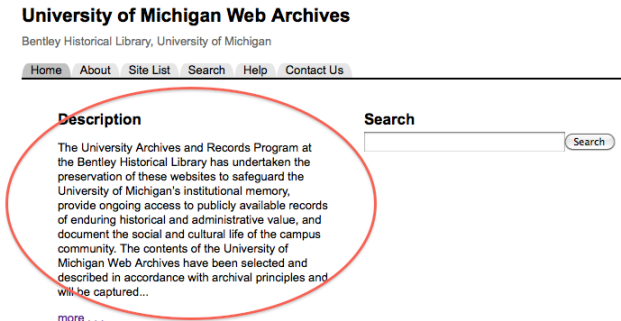 University of Michigan Web Archives
Bentley Historical Library, University of Michigan
Home About Site List Search Help Contact Us
Description
The University Archives and Records Program at
the Bentley Historical Library has undertaken the
preservation of these websites to safeguard the
University of Michigan's institutional memory,
provide ongoing access to publicly available records
of enduring historical and administrative value, and
document the social and cultural life of the campus
community. The contents of the University of
Michigan Web Archives have been selected and
described in accordance with archival principles and
will be captured...
more . . .
Search
Search